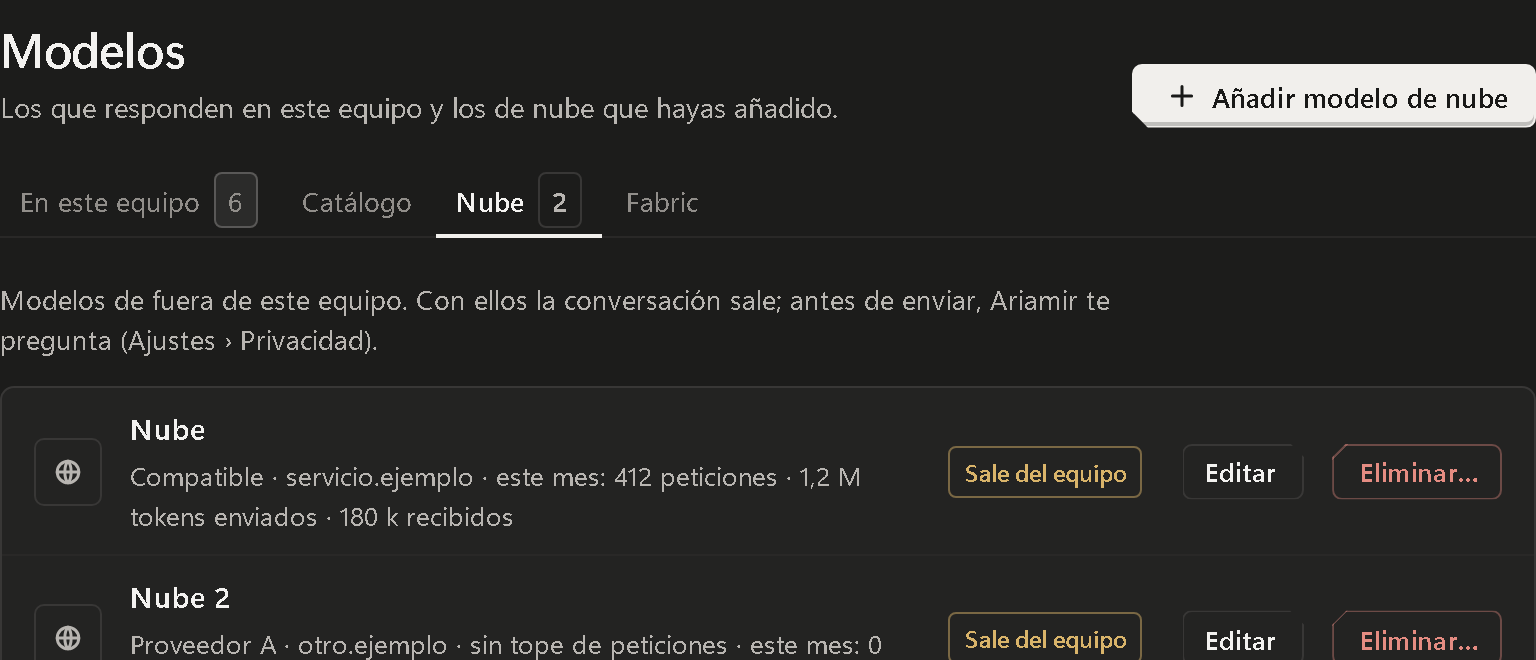 Modelos
Los que responden en este equipo y los de nube que hayas añadido.
+ Añadir modelo de nube
En este equipo 6 Catálogo Nube 2 Fabric
Modelos de fuera de este equipo. Con ellos la conversación sale; antes de enviar, Ariamir te
pregunta (Ajustes › Privacidad).
Nube
Compatible · servicio.ejemplo · este mes: 412 peticiones · 1,2 M
tokens enviados · 180 k recibidos
Sale del equipo Editar Eliminar...
Nube 2
Proveedor A · otro.ejemplo · sin tope de peticiones · este mes: 0
Sale del equipo Editar Eliminar...